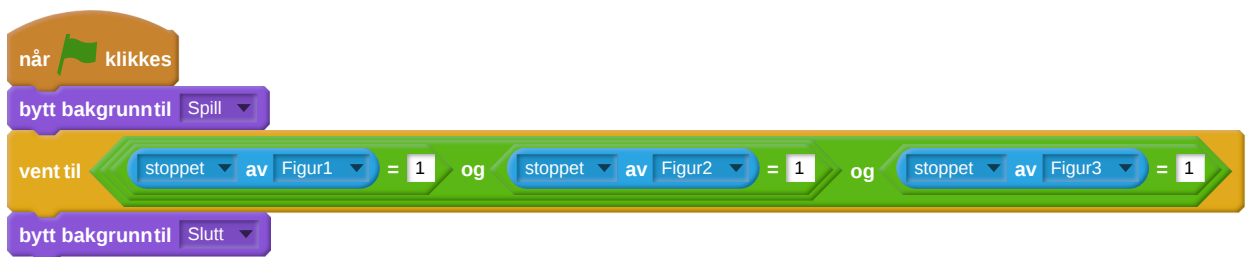 når klikkes
bytt bakgrunn til Spill
vent til stoppet av Figur1 = 1 og stoppet av Figur2 = 1 og stoppet av Figur3 = 1
bytt bakgrunn til Slutt